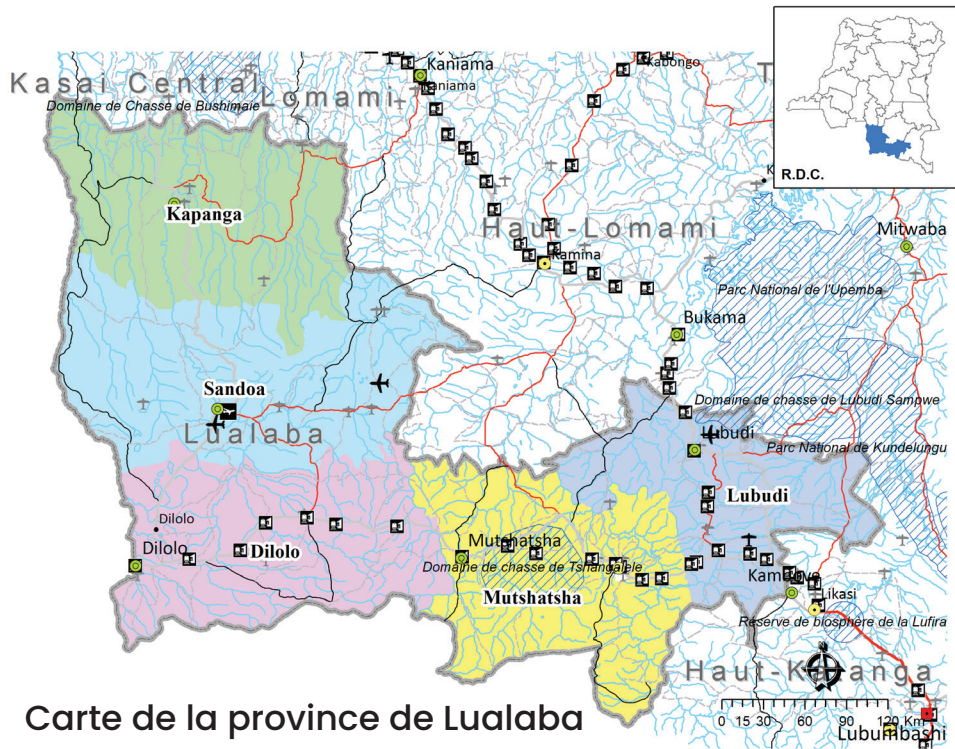 Kabongo
Kaniama
Kaniama
Kasai Central
Lomami
T
Domaine de Chasse de Bushimaie
R.D.C.
K
Kapanga
Haut-Lomami
Mitwaba
Kamina
Parc National de l'Upemba
Bukama
Sandoa
Domaine de chasse de Lubudi Sampwe
Lualaba
Lubudi
Parc National de Kundelungu
Lubudi
Dilolo
Dilolo
Dilolo
Mutshatsha
Domaine de chasse de Tshangalele
Mutshatsha
Kambove
Likasi
Réserve de biosphère de la Lufira
Haut-Katanga
Carte de la province de Lualaba
0 15 30 60 90 120 Km
Lubumbashi